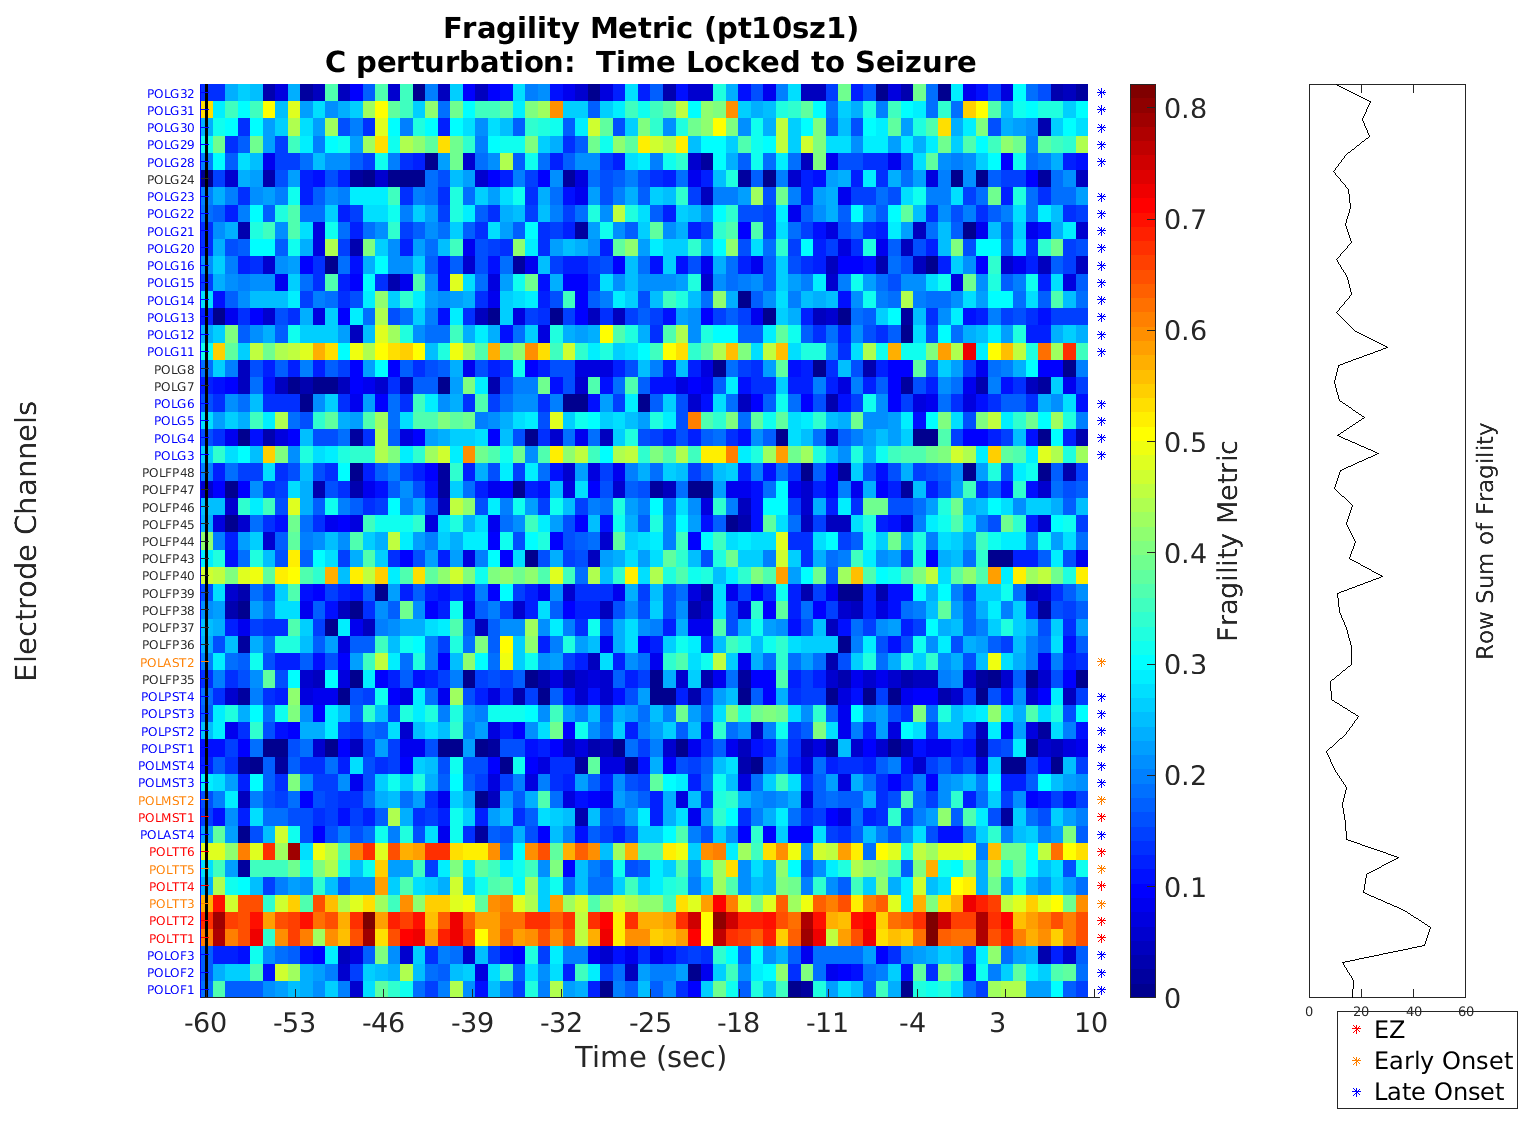 Fragility Metric (pt10sz1)
C perturbation: Time Locked to Seizure
Electrode Channels
POLG32
POLG31
POLG30
POLG29
POLG28
POLG24
POLG23
POLG22
POLG21
POLG20
POLG16
POLG15
POLG14
POLG13
POLG12
POLG11
POLG8
POLG7
POLG6
POLG5
POLG4
POLG3
POLFP48
POLFP47
POLFP46
POLFP45
POLFP44
POLFP43
POLFP40
POLFP39
POLFP38
POLFP37
POLFP36
POLAST2
POLFP35
POLPST4
POLPST3
POLPST2
POLPST1
POLMST4
POLMST3
POLMST2
POLMST1
POLAST4
POLTT6
POLTT5
POLTT4
POLTT3
POLTT2
POLTT1
POLOF3
POLOF2
POLOF1
-60 -53 -46 -39 -32 -25 -18 -11 -4 3 10
Time (sec)
0.8
0.7
0.6
0.5
0.4
0.3
0.2
0.1
0
Fragility Metric
0 20 40 60
Row Sum of Fragility
EZ
Early Onset
Late Onset